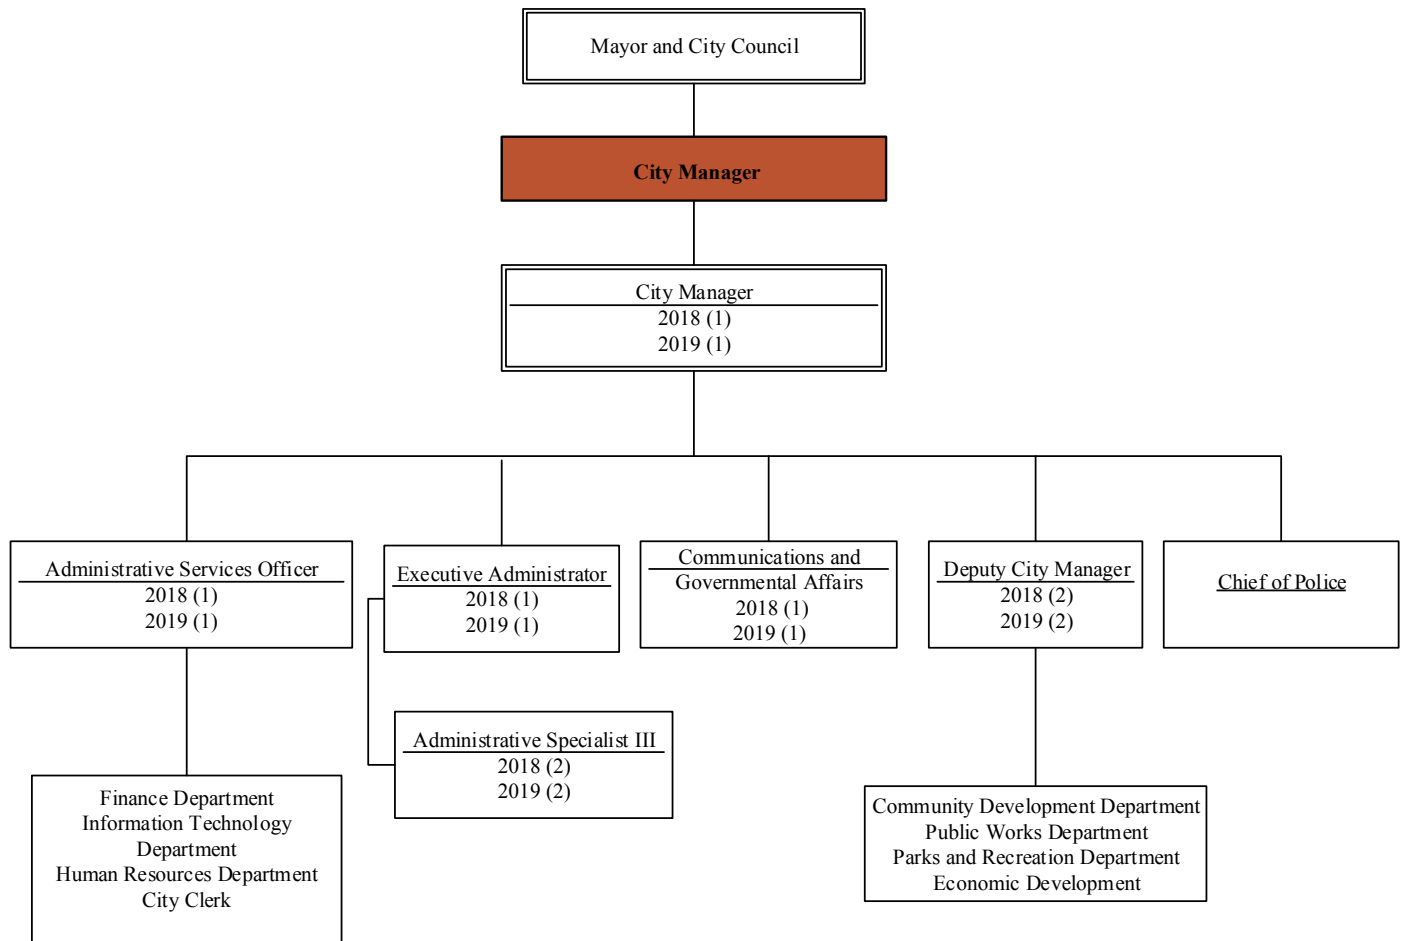 Mayor and City Council
City Manager
City Manager
2018 (1)
2019 (1)
Administrative Services Officer
2018 (1)
2019 (1)
Executive Administrator
2018 (1)
2019 (1)
Communications and
Governmental Affairs
2018 (1)
2019 (1)
Deputy City Manager
2018 (2)
2019 (2)
Chief of Police
Administrative Specialist III
2018 (2)
2019 (2)
Finance Department
Information Technology
Department
Human Resources Department
City Clerk
Community Development Department
Public Works Department
Parks and Recreation Department
Economic Development